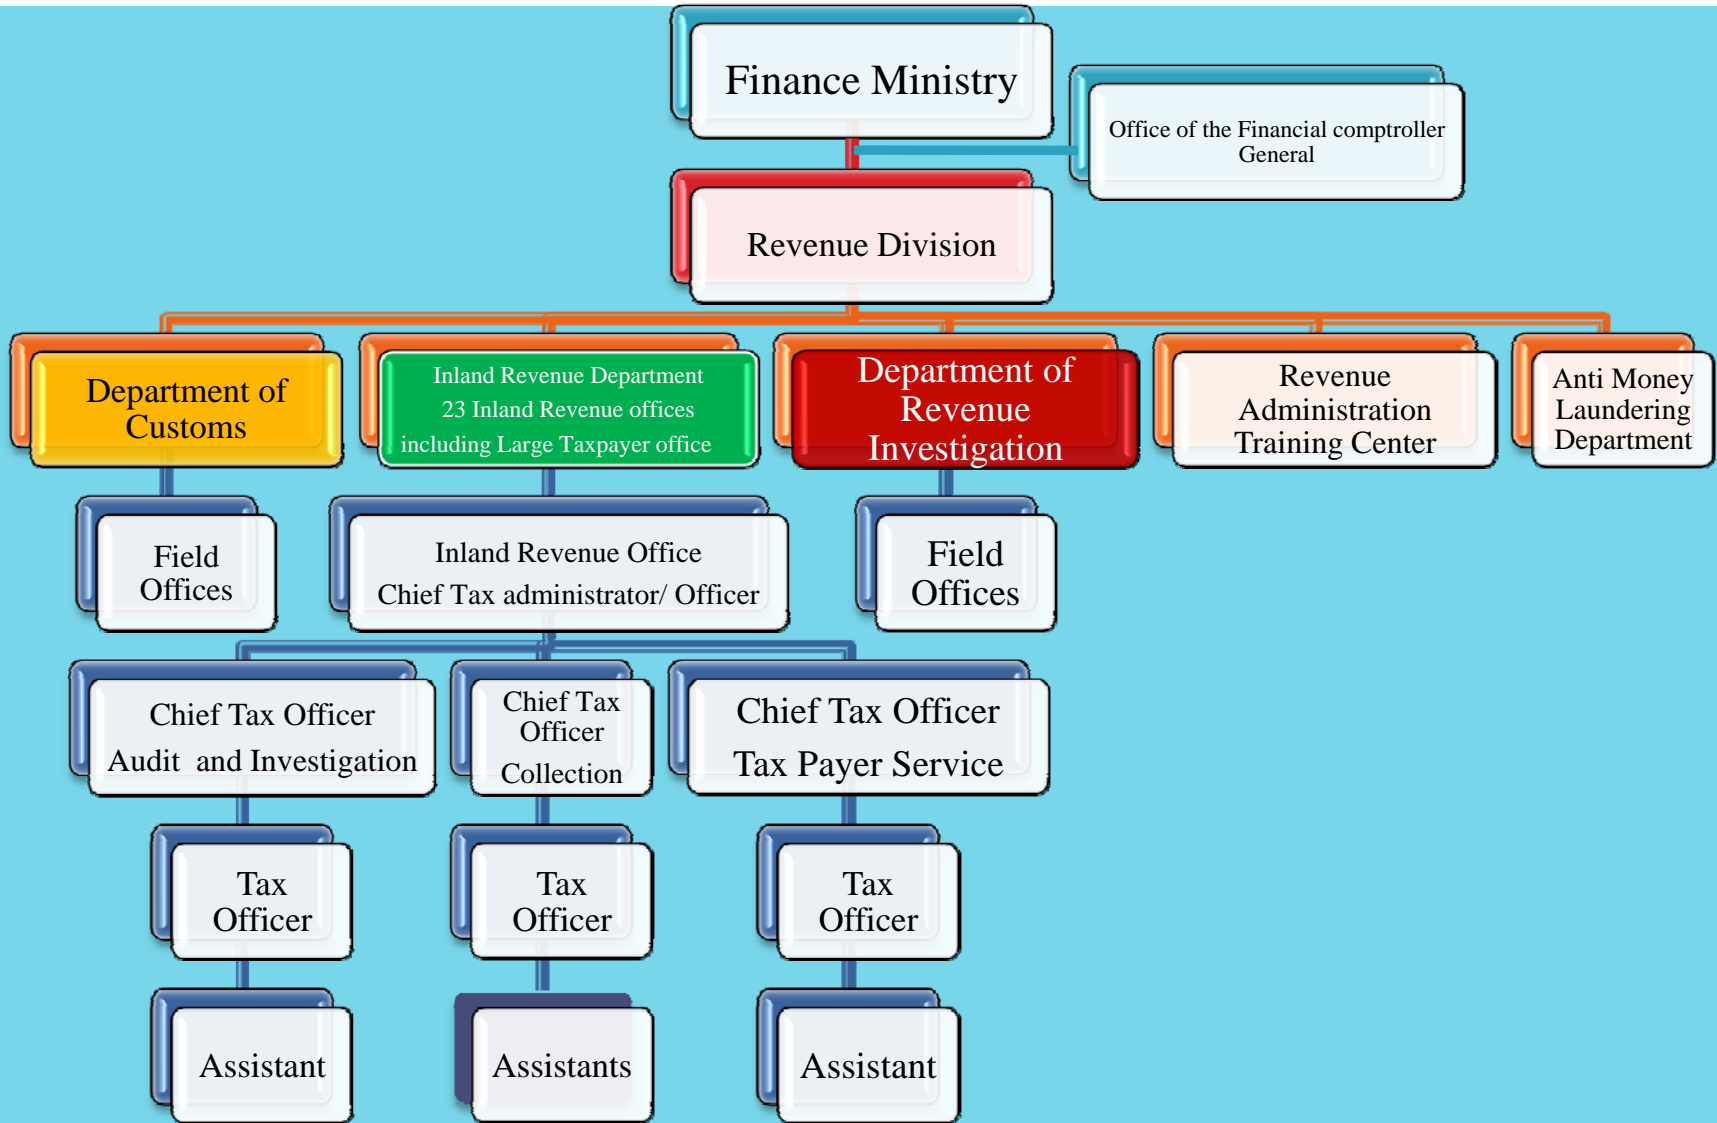 Finance Ministry
Office of the Financial comptroller
General
Revenue Division
Department of
Customs
Inland Revenue Department
23 Inland Revenue offices
including Large Taxpayer office
Department of
Revenue
Investigation
Revenue
Administration
Training Center
Anti Money
Laundering
Department
Field
Offices
Inland Revenue Office
Chief Tax administrator/ Officer
Field
Offices
Chief Tax Officer
Audit and Investigation
Chief Tax
Officer
Collection
Chief Tax Officer
Tax Payer Service
Tax
Officer
Tax
Officer
Tax
Officer
Assistant
Assistants
Assistant